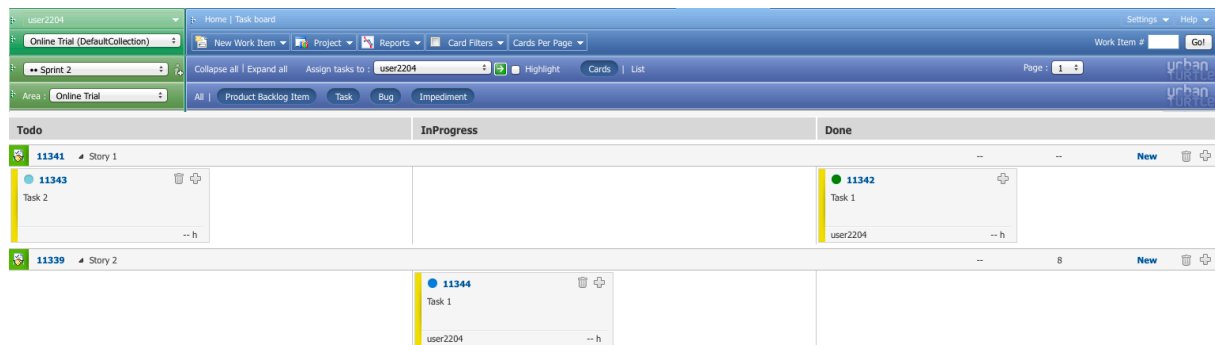 user2204
Home | Task board
Settings
Help
Online Trial (DefaultCollection)
New Work Item
Project
Reports
Card Filters
Cards Per Page
Work Item #
Go!
•• Sprint 2
Collapse all | Expand all
Assign tasks to :
user2204
Highlight
Cards | List
Page : 1
urban
TURTLE
Area : Online Trial
All | Product Backlog Item
Task
Bug
Impediment
urban
TURTLE
Todo
InProgress
Done
11341
Story 1
--
--
New
11343
Task 2
-- h
11342
Task 1
user2204
-- h
11339
Story 2
--
8
New
11344
Task 1
user2204
-- h